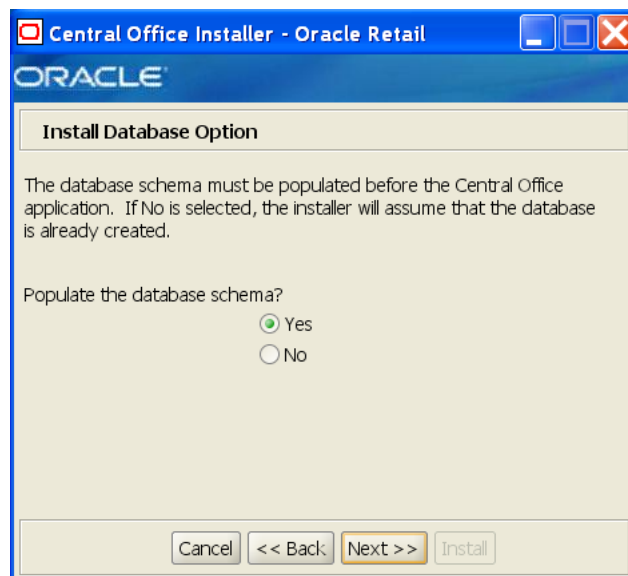 Central Office Installer - Oracle Retail
ORACLE
Install Database Option
The database schema must be populated before the Central Office
application. If No is selected, the installer will assume that the database
is already created.
Populate the database schema?
Yes
No
Cancel << Back Next >> Install